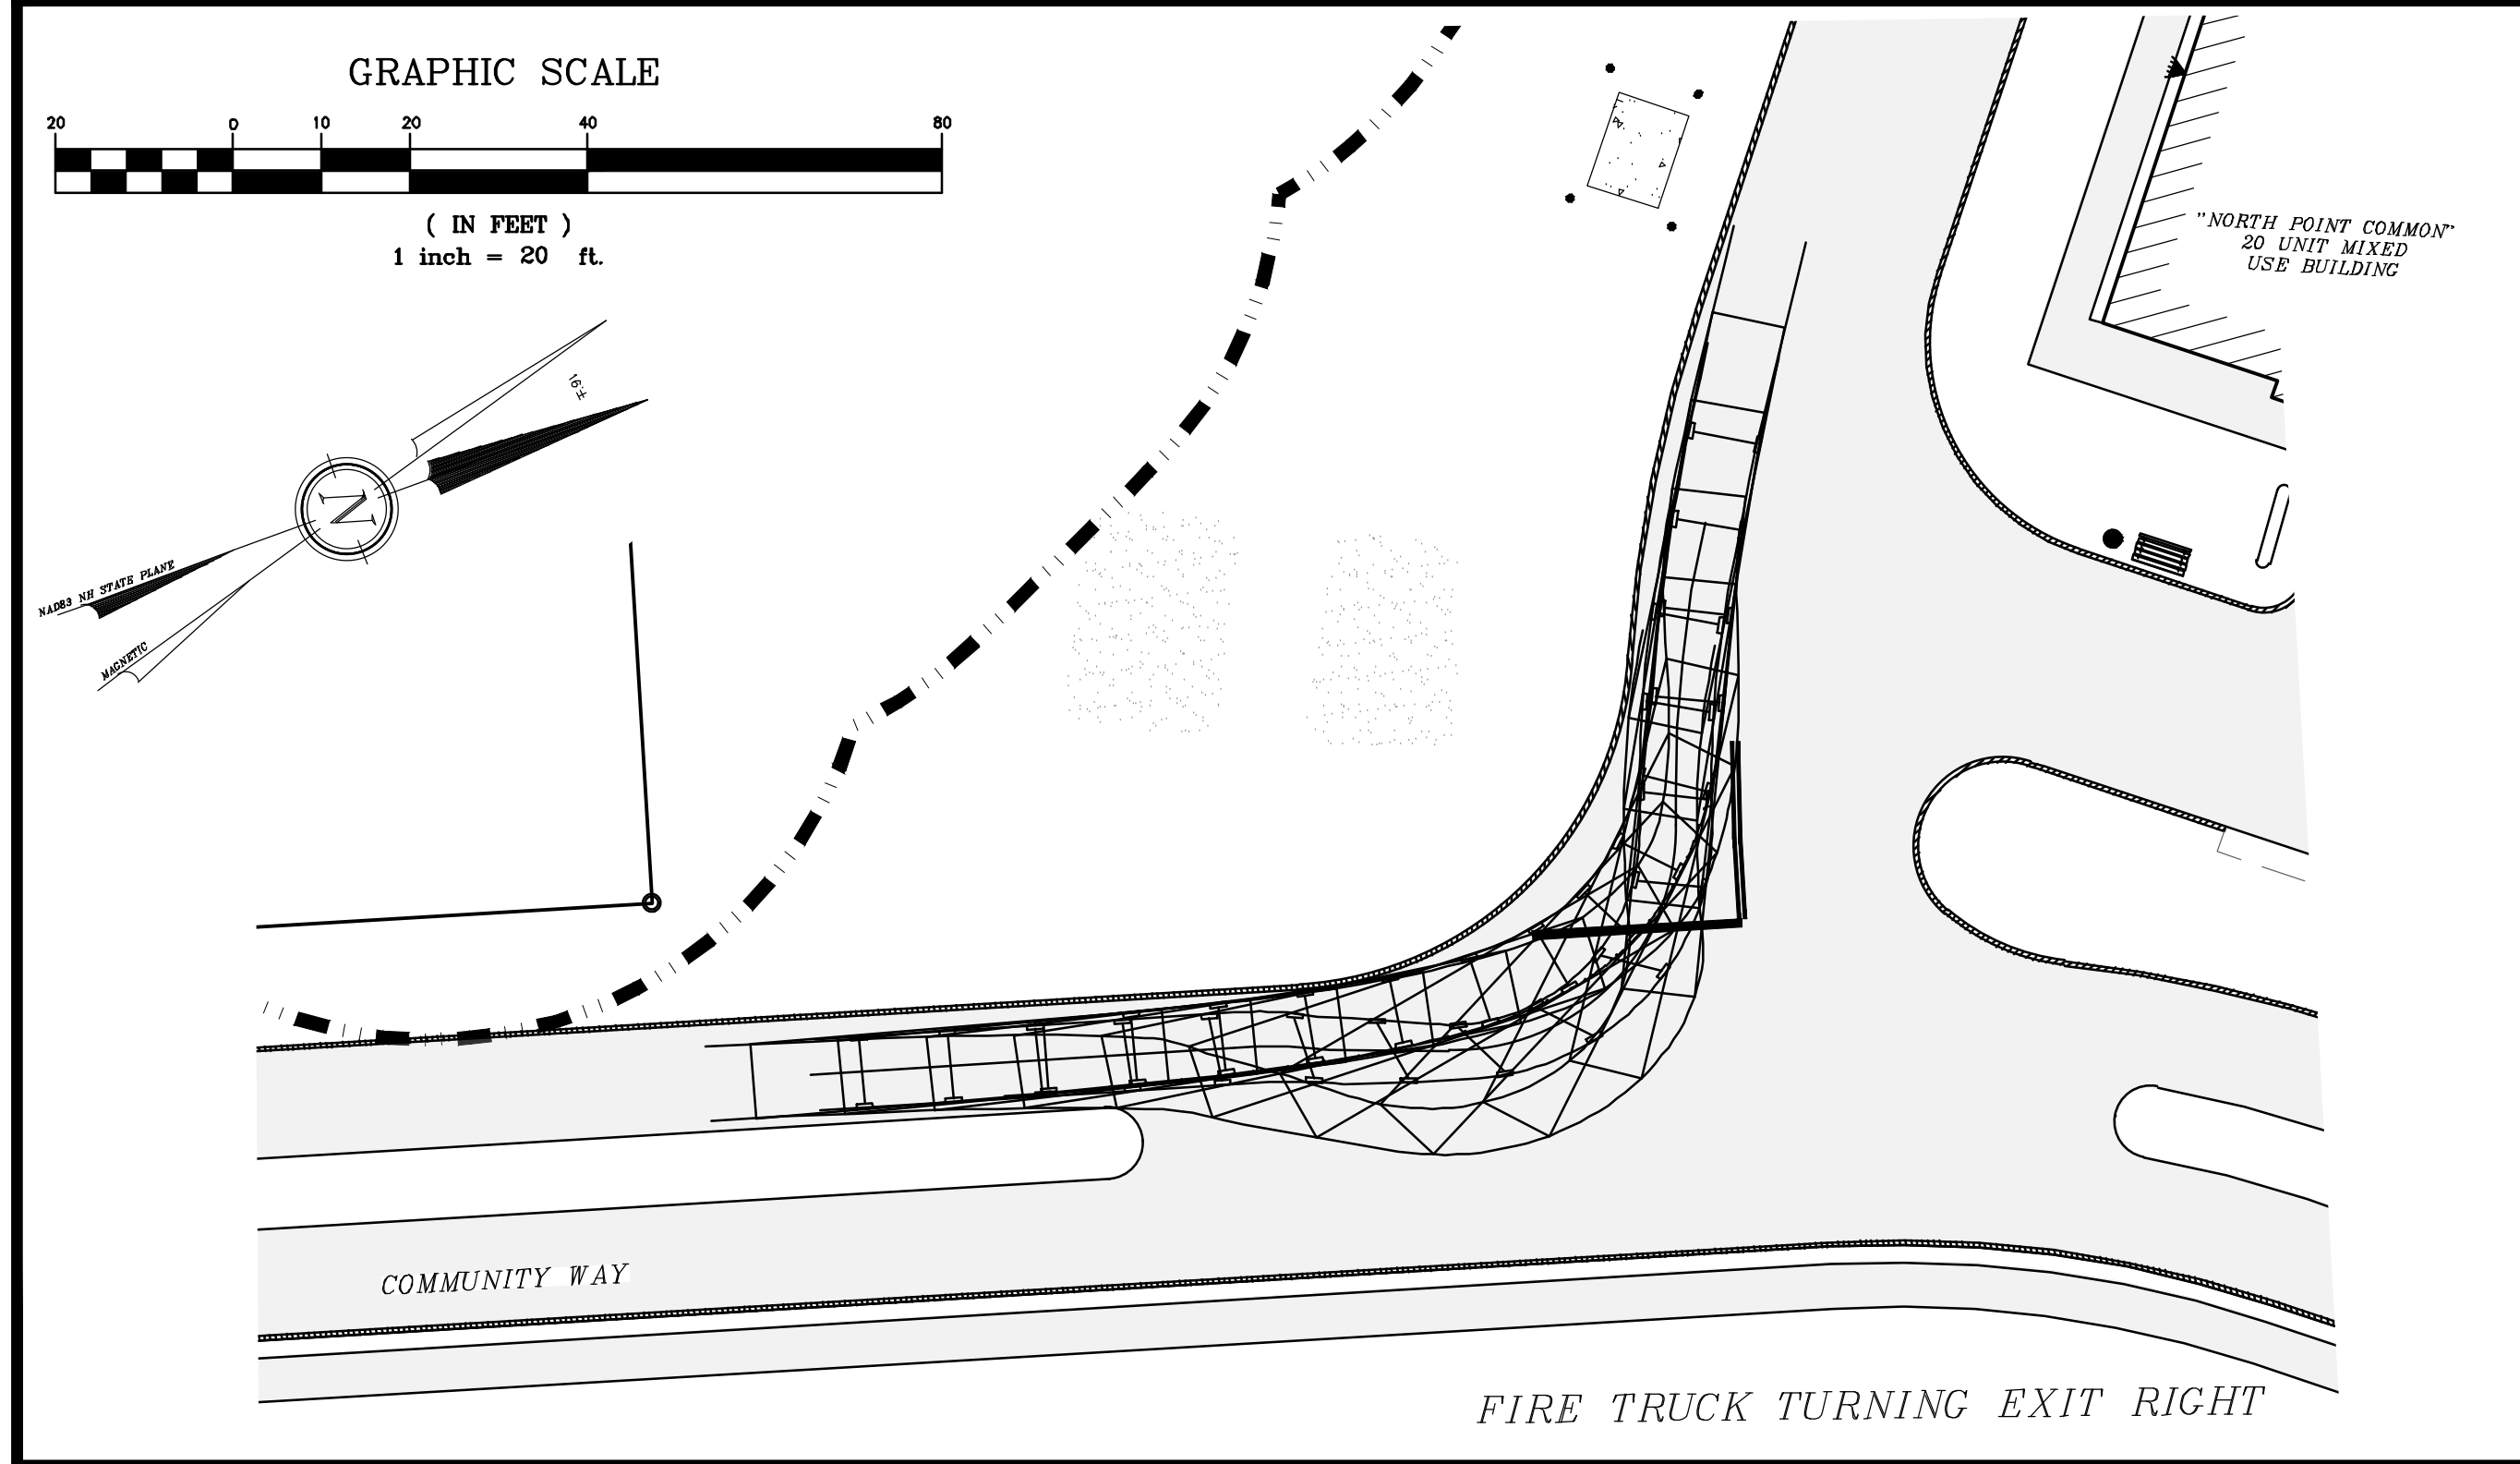 GRAPHIC SCALE
20 0 10 20 40 80
( IN FEET )
1 inch = 20 ft.
"NORTH POINT COMMON"
20 UNIT MIXED
USE BUILDING
16°±
N
NAD83 NH STATE PLANE
MAGNETIC
COMMUNITY WAY
FIRE TRUCK TURNING EXIT RIGHT